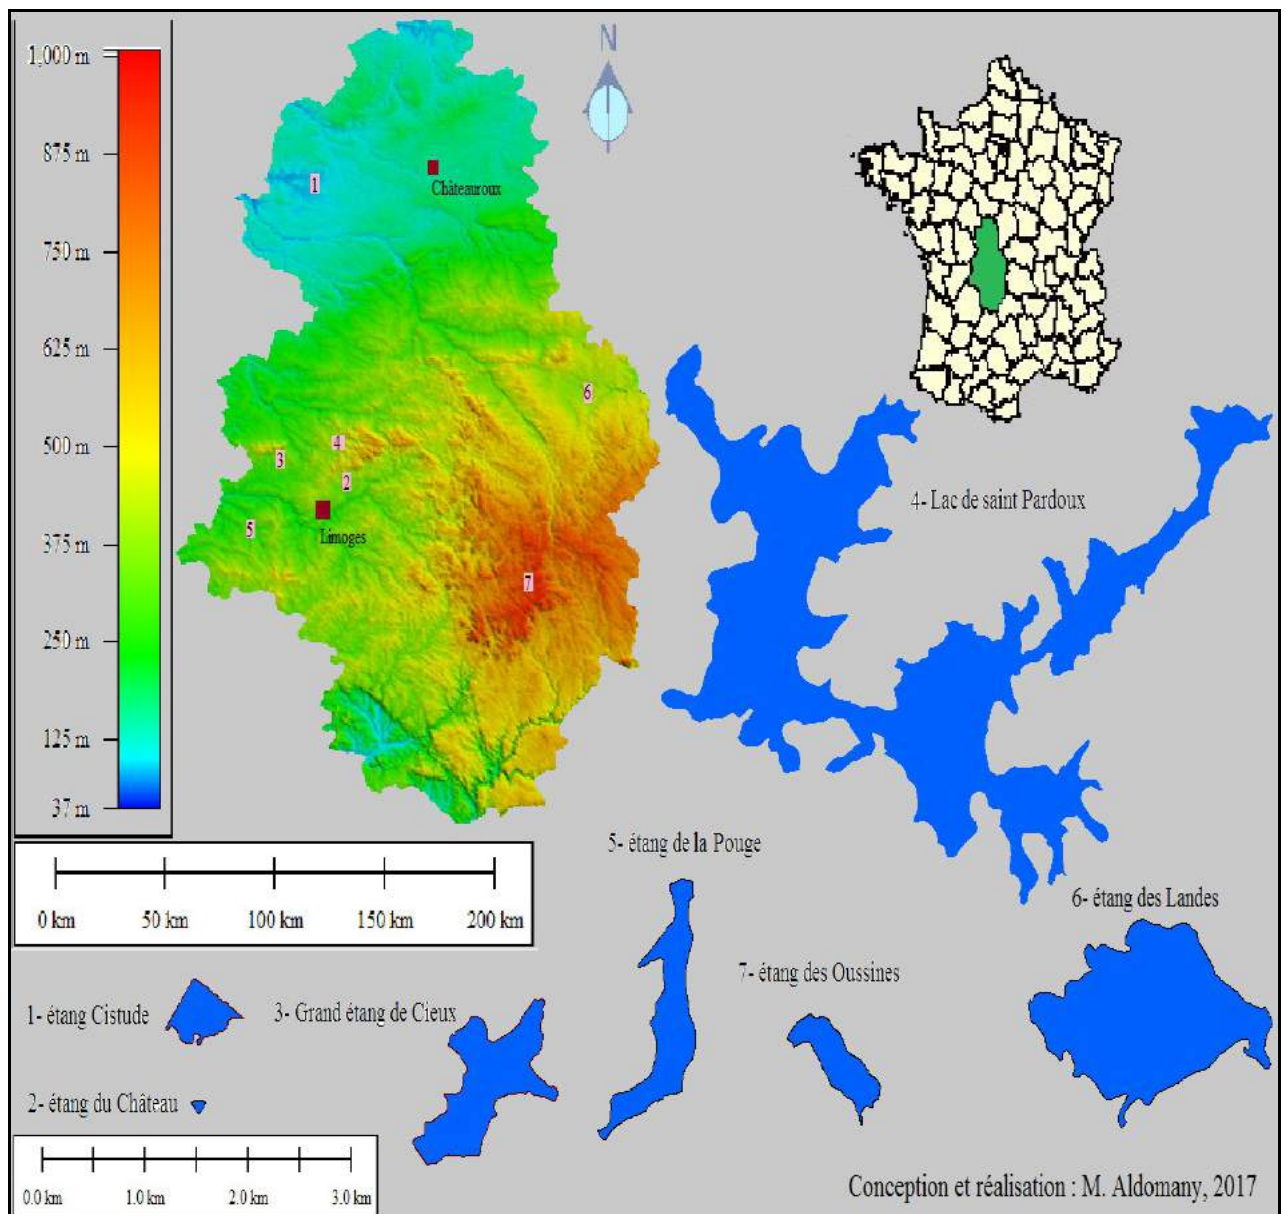 1,000 m
875 m
750 m
625 m
500 m
375 m
250 m
125 m
37 m
N
1
Châteauroux
6
4
3
2
5
Limoges
7
4- Lac de saint Pardoux
0 km 50 km 100 km 150 km 200 km
5- étang de la Pouge
6- étang des Landes
7- étang des Oussines
1- étang Cistude
3- Grand étang de Cieux
2- étang du Château
0.0 km 1.0 km 2.0 km 3.0 km
Conception et réalisation : M. Aldomany, 2017